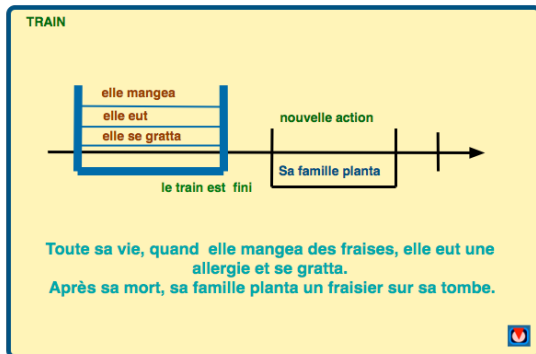 TRAIN
elle mangea
elle eut
elle se gratta
nouvelle action
Sa famille planta
le train est fini
Toute sa vie, quand elle mangea des fraises, elle eut une
allergie et se gratta.
Après sa mort, sa famille planta un fraisier sur sa tombe.